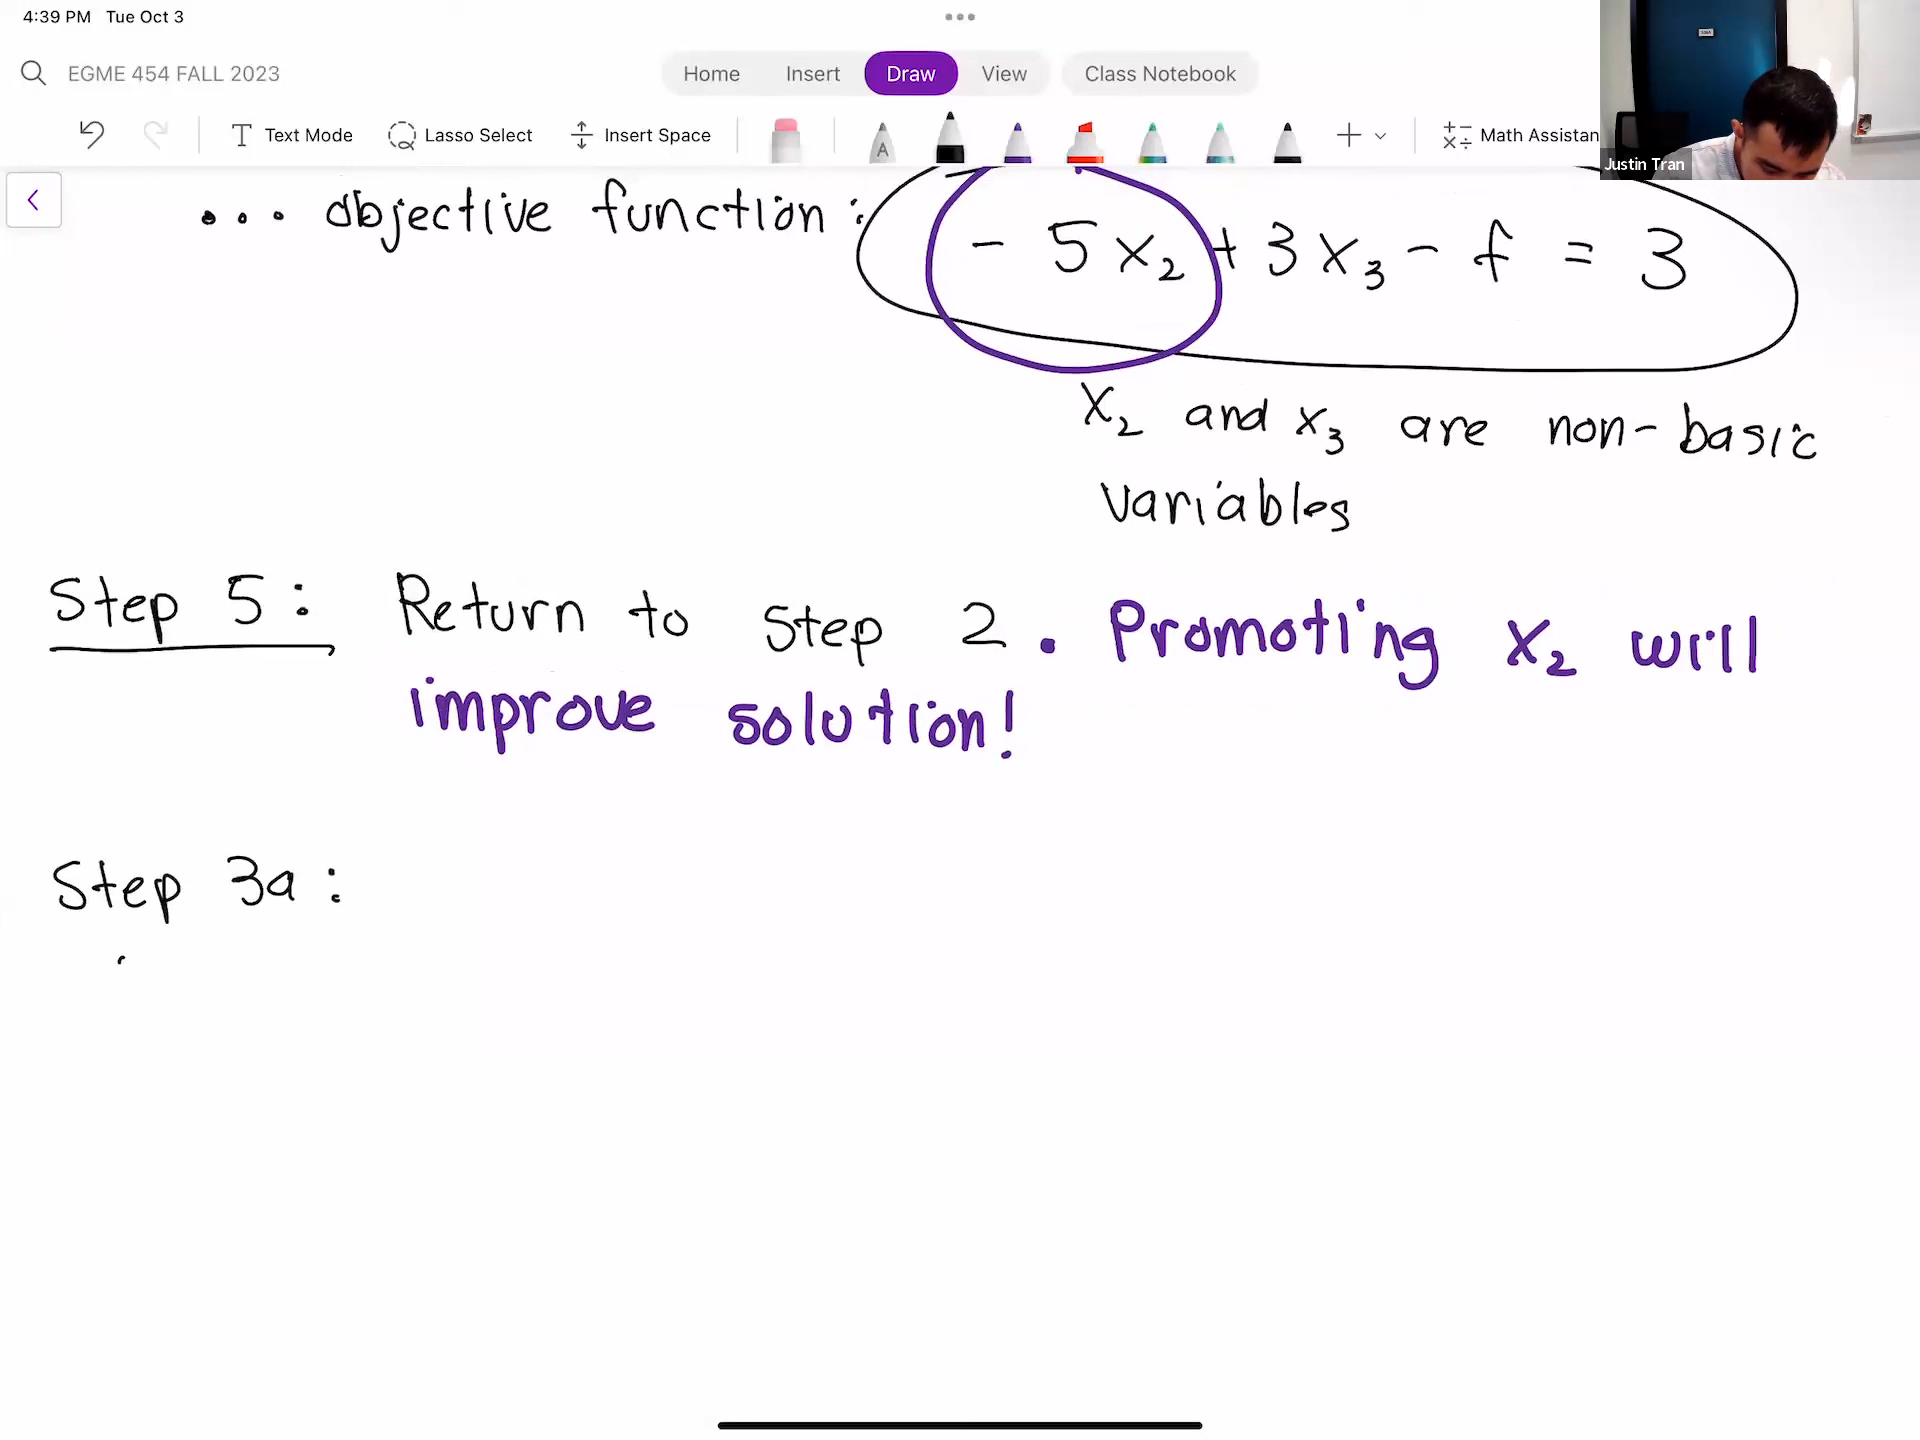 4:39 PM Tue Oct 3
EGME 454 FALL 2023
Home Insert Draw View Class Notebook
Text Mode Lasso Select Insert Space A Math Assistan
Justin Tran
... objective function: - 5x₂ + 3x₃ - f = 3
x₂ and x₃ are non-basic
variables
Step 5: Return to Step 2. Promoting x₂ will
improve solution!
Step 3a: